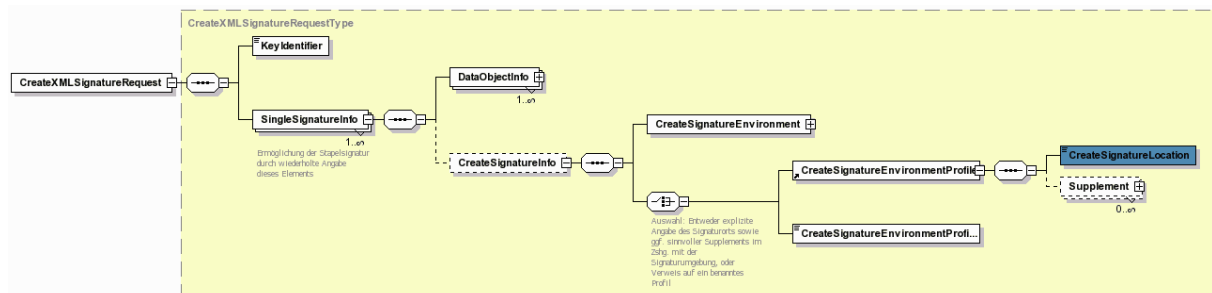 CreateXMLSignatureRequestType
KeyIdentifier
CreateXMLSignatureRequest
DataObjectInfo
1..∞
SingleSignatureInfo
1..∞
Ermöglichung der Stapelsignatur
durch wiederholte Angabe
dieses Elements
CreateSignatureInfo
CreateSignatureEnvironment
CreateSignatureLocation
CreateSignatureEnvironmentProfile
Supplement
0..∞
Auswahl: Entweder explizite
Angabe des Signaturorts sowie
ggf. sinnvoller Supplements im
Zshg. mit der
Signaturumgebung, oder
Verweis auf ein benanntes
Profil
CreateSignatureEnvironmentProfi...